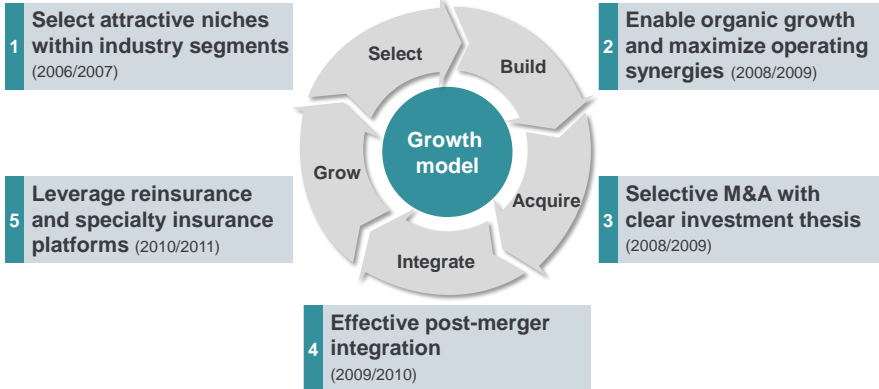 1
Select attractive niches
within industry segments
(2006/2007)
Select
Build
2
Enable organic growth
and maximize operating
synergies (2008/2009)
Growth
model
Grow
Acquire
5
Leverage reinsurance
and specialty insurance
platforms (2010/2011)
3
Selective M&A with
clear investment thesis
(2008/2009)
Integrate
4
Effective post-merger
integration
(2009/2010)